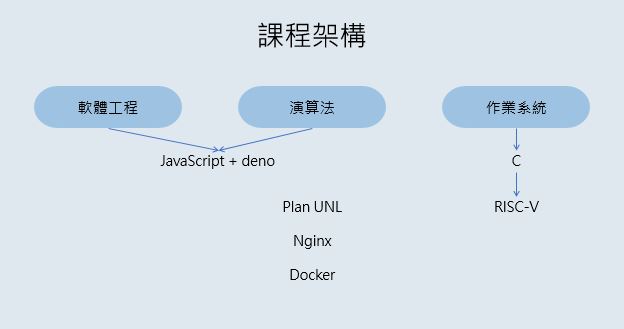 課程架構
軟體工程
演算法
作業系統
JavaScript + deno
C
Plan UNL
RISC-V
Nginx
Docker